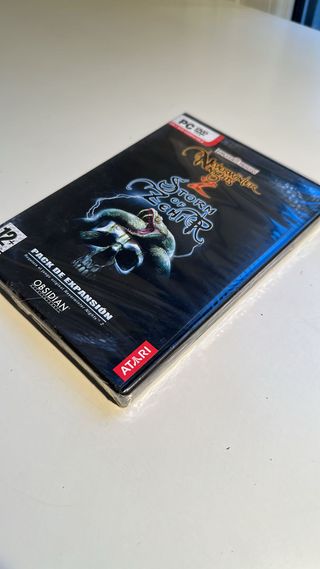 PC DVD
Neverwinter
Nights
2
STORM
OF
ZEHIR
12+
PACK DE EXPANSIÓN
OBSIDIAN
ATARI